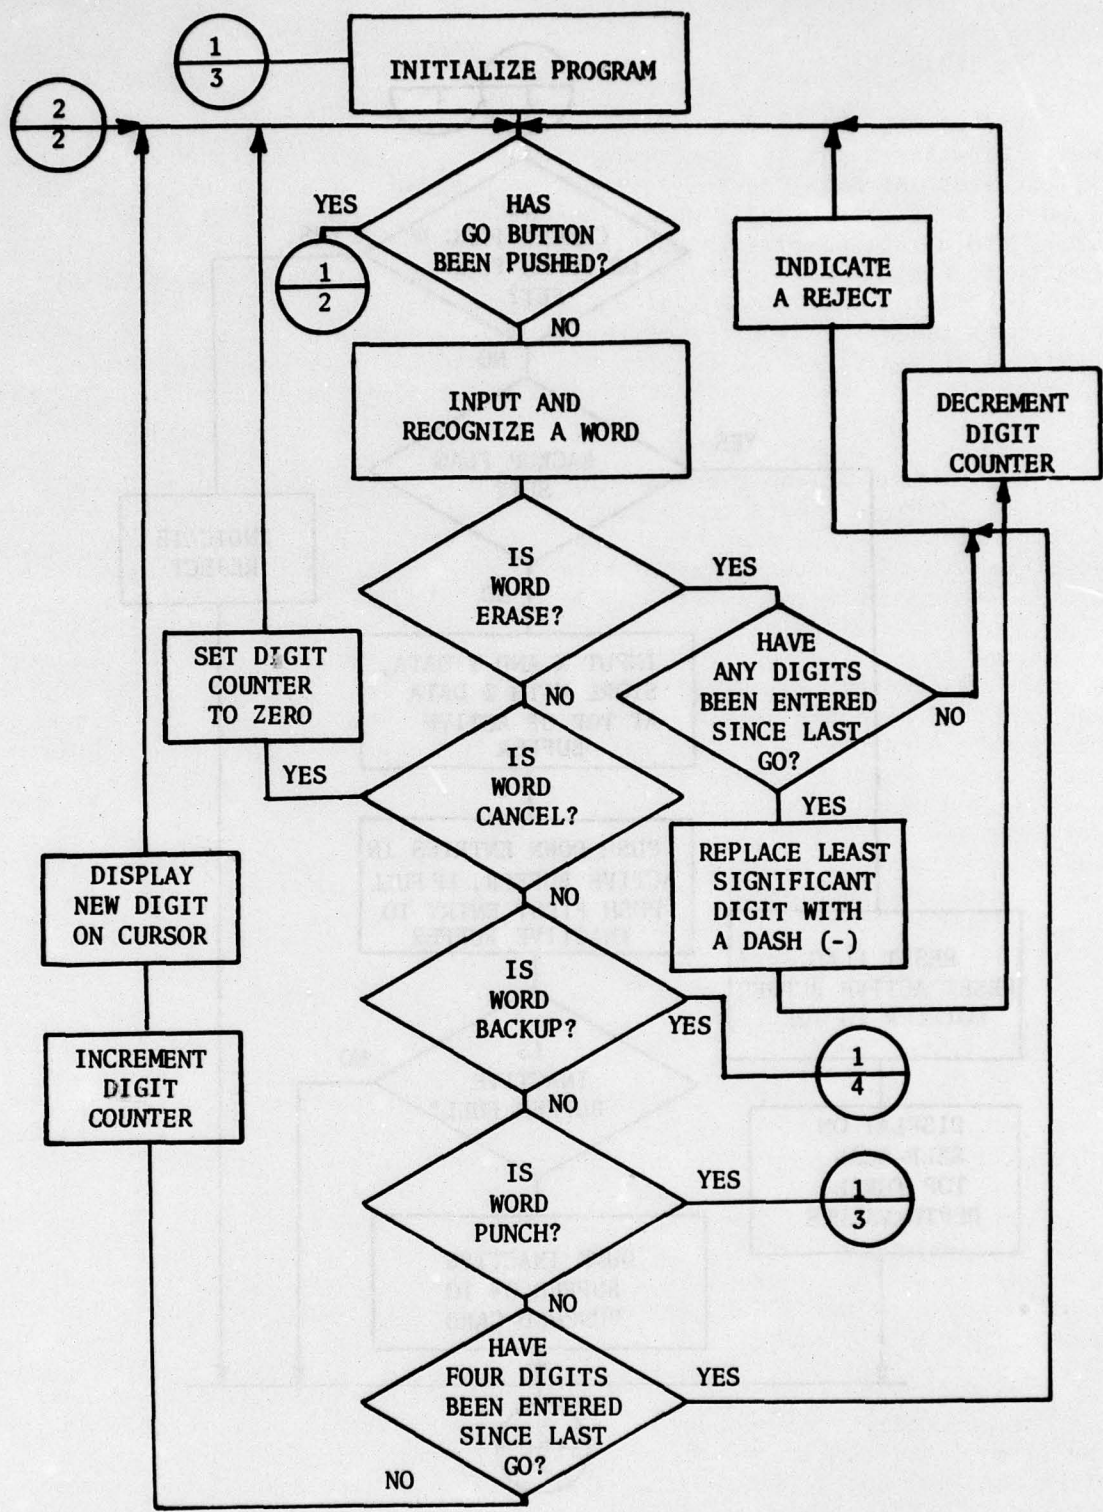 1
3
INITIALIZE PROGRAM
2
2
YES
HAS
GO BUTTON
BEEN PUSHED?
1
2
NO
INDICATE
A REJECT
INPUT AND
RECOGNIZE A WORD
DECREMENT
DIGIT
COUNTER
IS
WORD
ERASE?
YES
NO
HAVE
ANY DIGITS
BEEN ENTERED
SINCE LAST
GO?
NO
YES
SET DIGIT
COUNTER
TO ZERO
YES
IS
WORD
CANCEL?
NO
REPLACE LEAST
SIGNIFICANT
DIGIT WITH
A DASH (-)
DISPLAY
NEW DIGIT
ON CURSOR
IS
WORD
BACKUP?
YES
1
4
NO
INCREMENT
DIGIT
COUNTER
IS
WORD
PUNCH?
YES
1
3
NO
HAVE
FOUR DIGITS
BEEN ENTERED
SINCE LAST
GO?
YES
NO